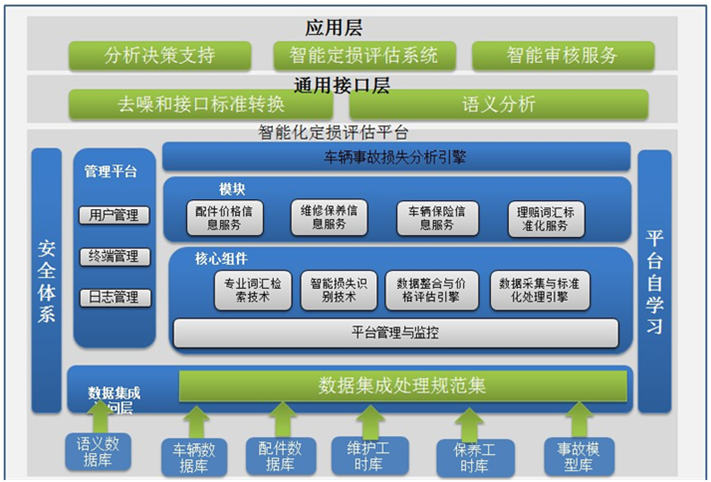 应用层
分析决策支持
智能定损评估系统
智能审核服务
通用接口层
去噪和接口标准转换
语义分析
智能化定损评估平台
安全体系
管理平台
用户管理
终端管理
日志管理
车辆事故损失分析引擎
模块
配件价格信
息服务
维修保养信
息服务
车辆保险信
息服务
理赔词汇标
准化服务
核心组件
专业词汇检
索技术
智能损失识
别技术
数据整合与价
格评估引擎
数据采集与标准
化处理引擎
平台管理与监控
平台自学习
数据集成
问层
数据集成处理规范集
语义数
据库
车辆数
据库
配件数
据库
维护工
时库
保养工
时库
事故模
型库